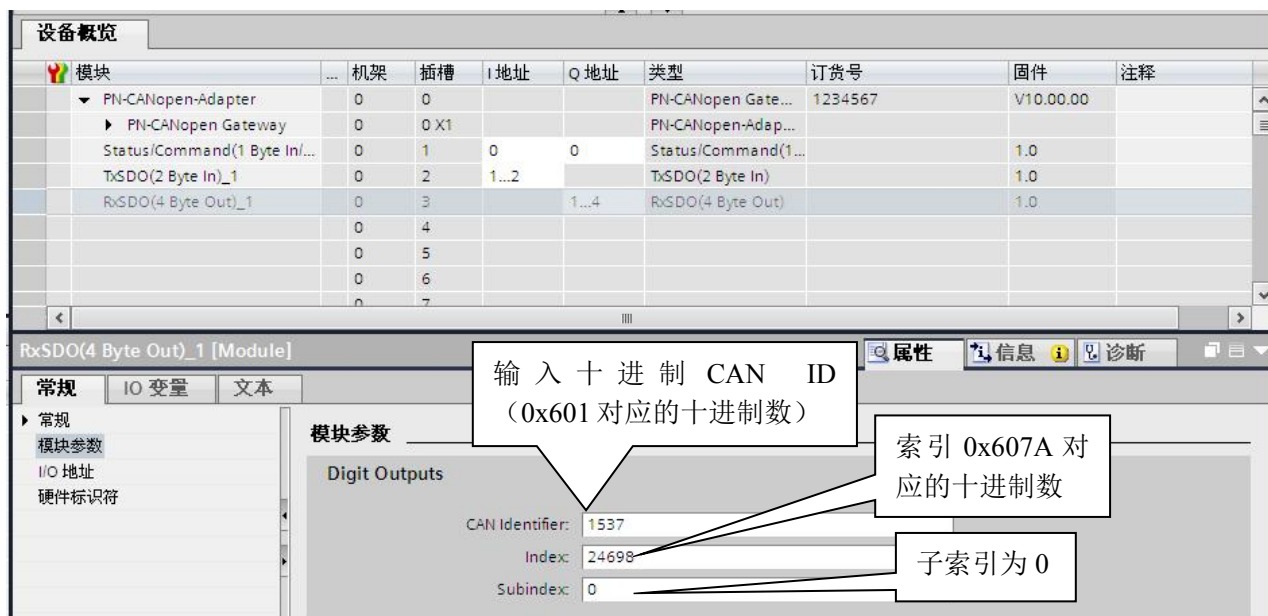 设备概览
模块 ... 机架 插槽 I 地址 Q 地址 类型 订货号 固件 注释
PN-CANopen-Adapter 0 0 PN-CANopen Gate... 1234567 V10.00.00
PN-CANopen Gateway 0 0 X1 PN-CANopen-Adap...
Status/Command(1 Byte In/... 0 1 0 0 Status/Command(1... 1.0
TxSDO(2 Byte In)_1 0 2 1...2 TxSDO(2 Byte In) 1.0
RxSDO(4 Byte Out)_1 0 3 1...4 RxSDO(4 Byte Out) 1.0
0 4
0 5
0 6
0 7
RxSDO(4 Byte Out)_1 [Module]
属性 信息 诊断
常规 IO 变量 文本
常规
模块参数
I/O 地址
硬件标识符
模块参数
Digit Outputs
CAN Identifier: 1537
Index: 24698
Subindex: 0
输入十进制 CAN ID
（0x601 对应的十进制数）
索引 0x607A 对
应的十进制数
子索引为 0